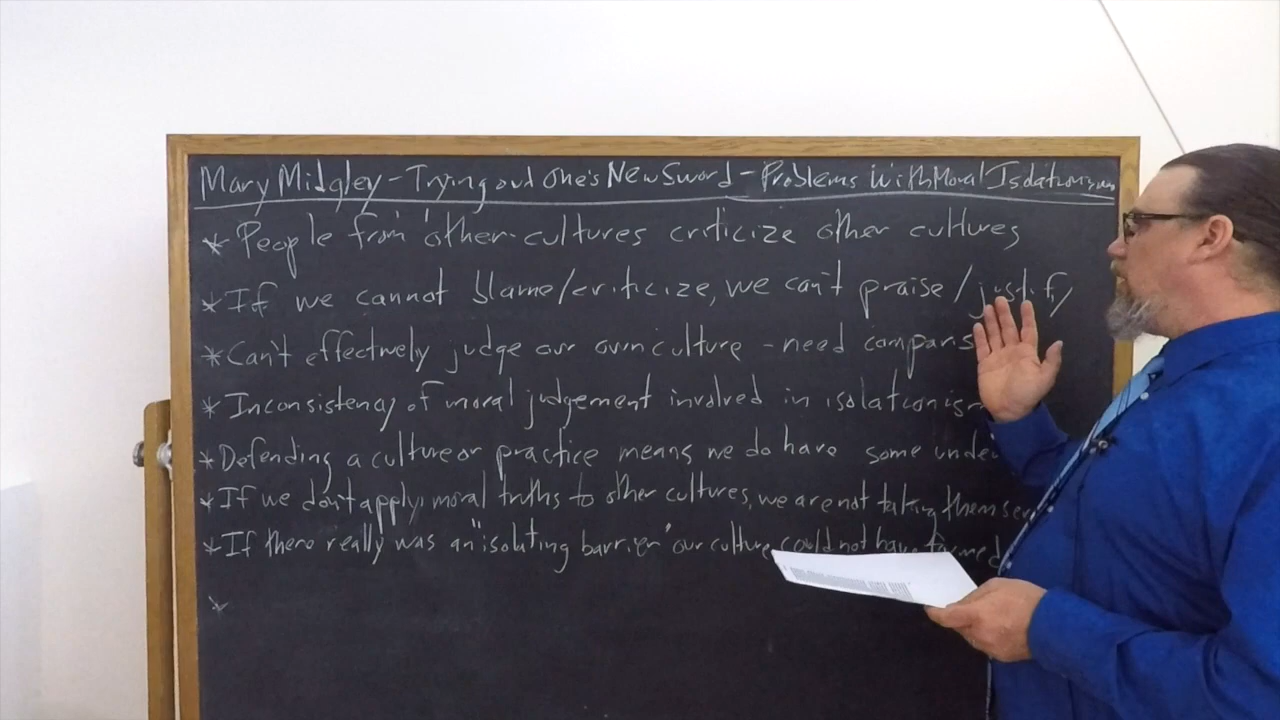 Mary Midgley - Trying out One's New Sword - Problems With Moral Isolationism
* People from "other" cultures criticize other cultures
* If we cannot blame/criticize, we can't praise/justify
* Can't effectively judge our own culture - need comparis
* Inconsistency of moral judgement involved in isolationism
* Defending a culture or practice means we do have some under
* If we don't apply moral truths to other cultures, we are not taking them ser
* If there really was an "isolating barrier" our culture could not have formed
*